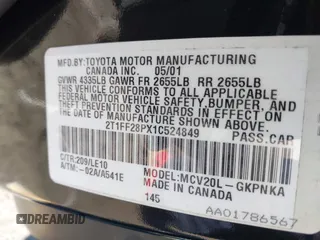 MFD.BY:TOYOTA MOTOR MANUFACTURING
CANADA INC. 05/01
GVWR 4335LB GAWR FR 2655LB RR 2655LB
THIS VEHICLE CONFORMS TO ALL APPLICABLE
FEDERAL MOTOR VEHICLE SAFETY,
BUMPER, AND THEFT PREVENTION STANDARDS
IN EFFECT ON THE DATE OF
MANUFACTURE SHOWN ABOVE.
2T1FF28PX1C524849 PASS.CAR
C/TR:209/LE10
A/TM:-02A/A541E
MODEL:MCV20L-GKPNKA
MADE IN CANADA
145
AA01786567
DREAMBID